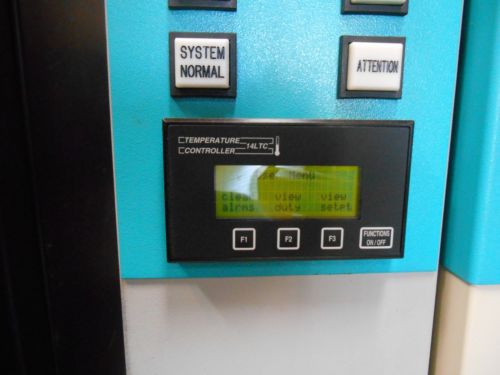 SYSTEM
NORMAL
ATTENTION
TEMPERATURE
CONTROLLER 14LTC
User Menu
clear view view
alrms duty setpt
F1 F2 F3 FUNCTIONS
ON / OFF